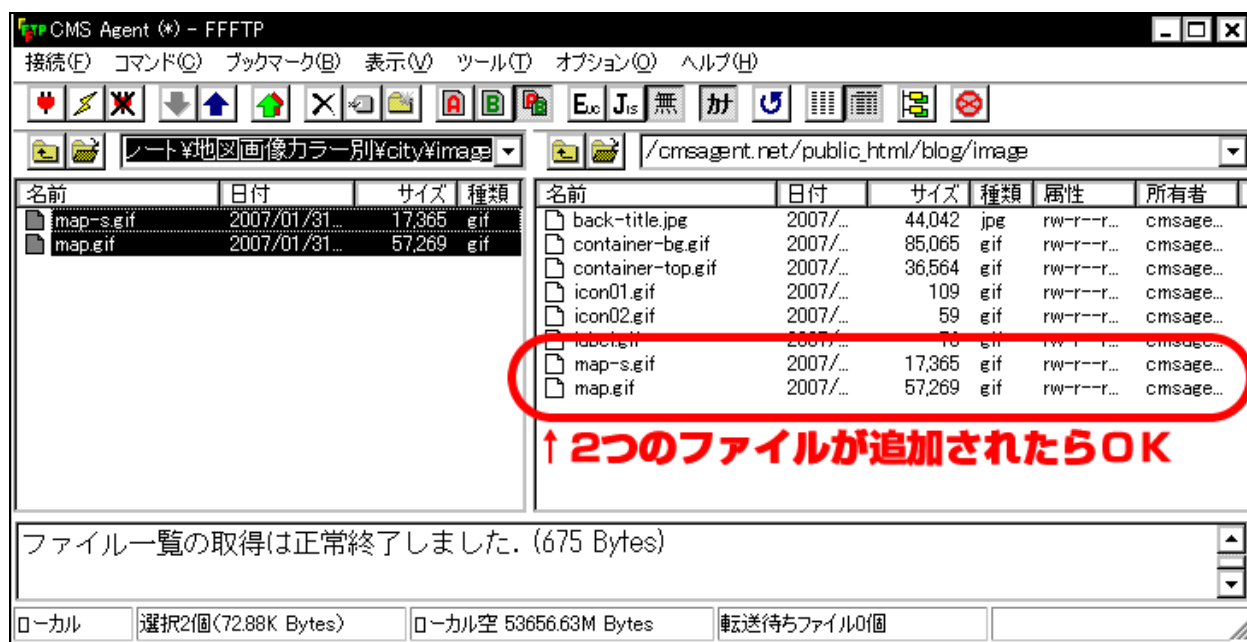 CMS Agent (*) - FFFTP
接続(F) コマンド(C) ブックマーク(B) 表示(V) ツール(T) オプション(O) ヘルプ(H)
A B Euc Jis 無 カナ
ノート¥地図画像カラー別¥city¥image /cmsagent.net/public_html/blog/image
名前 日付 サイズ 種類 名前 日付 サイズ 種類 属性 所有者
map-s.gif 2007/01/31... 17,365 gif back-title.jpg 2007/... 44,042 jpg rw-r--r... cmsage...
map.gif 2007/01/31... 57,269 gif container-bg.gif 2007/... 85,065 gif rw-r--r... cmsage...
container-top.gif 2007/... 36,564 gif rw-r--r... cmsage...
icon01.gif 2007/... 109 gif rw-r--r... cmsage...
icon02.gif 2007/... 59 gif rw-r--r... cmsage...
2007/... gif rw-r--r... cmsage...
map-s.gif 2007/... 17,365 gif rw-r--r... cmsage...
map.gif 2007/... 57,269 gif rw-r--r... cmsage...
↑2つのファイルが追加されたらOK
ファイル一覧の取得は正常終了しました. (675 Bytes)
ローカル 選択2個(72.88K Bytes) ローカル空 53656.63M Bytes 転送待ちファイル0個